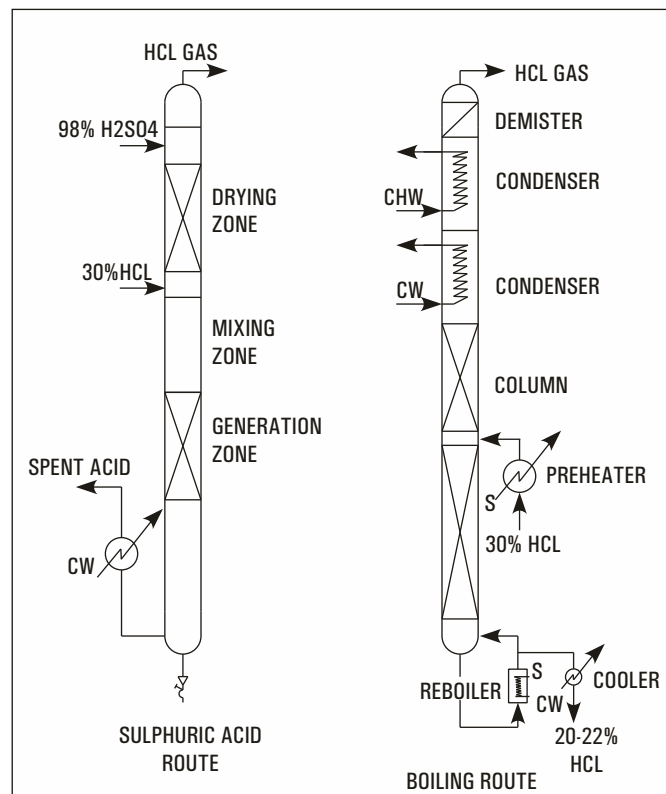 HCL GAS
98% H2SO4
DRYING
ZONE
30%HCL
MIXING
ZONE
GENERATION
ZONE
SPENT ACID
CW
SULPHURIC ACID
ROUTE
HCL GAS
DEMISTER
CONDENSER
CHW
CONDENSER
CW
COLUMN
PREHEATER
S
30% HCL
REBOILER
S
COOLER
CW
20-22%
HCL
BOILING ROUTE